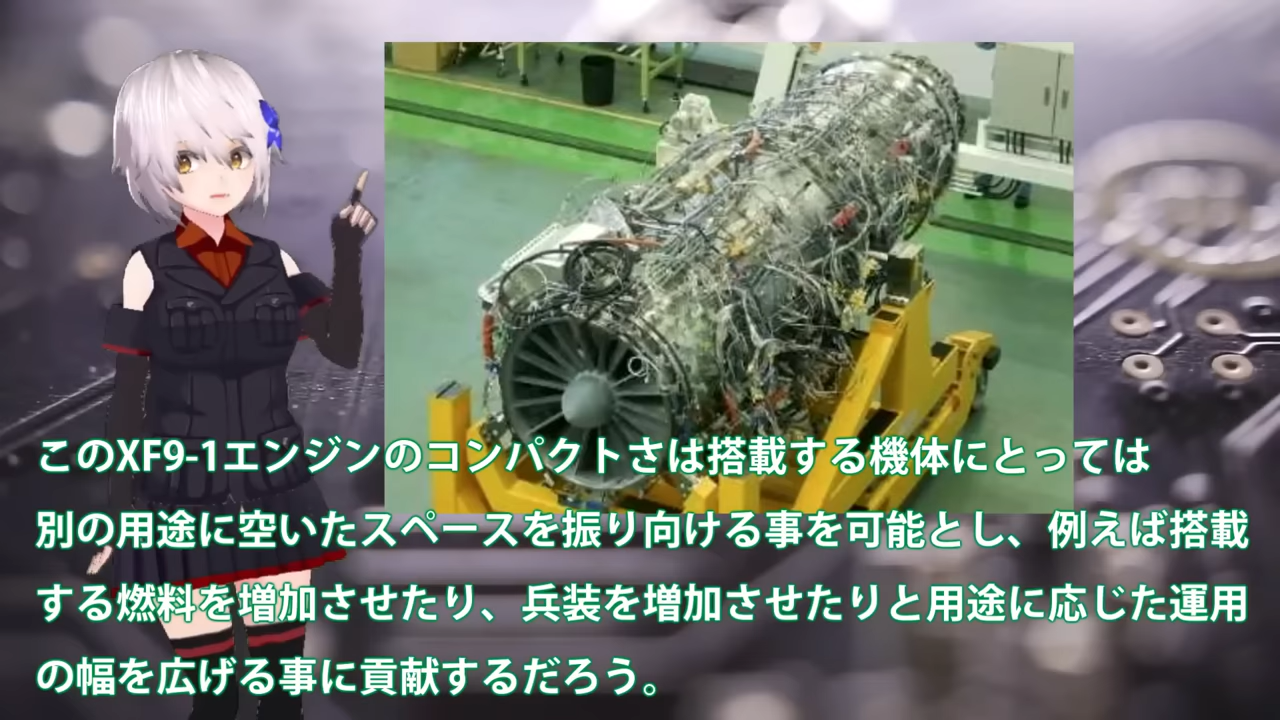 このXF9-1エンジンのコンパクトさは搭載する機体にとっては
別の用途に空いたスペースを振り向ける事を可能とし、例えば搭載
する燃料を増加させたり、兵装を増加させたりと用途に応じた運用
の幅を広げる事に貢献するだろう。